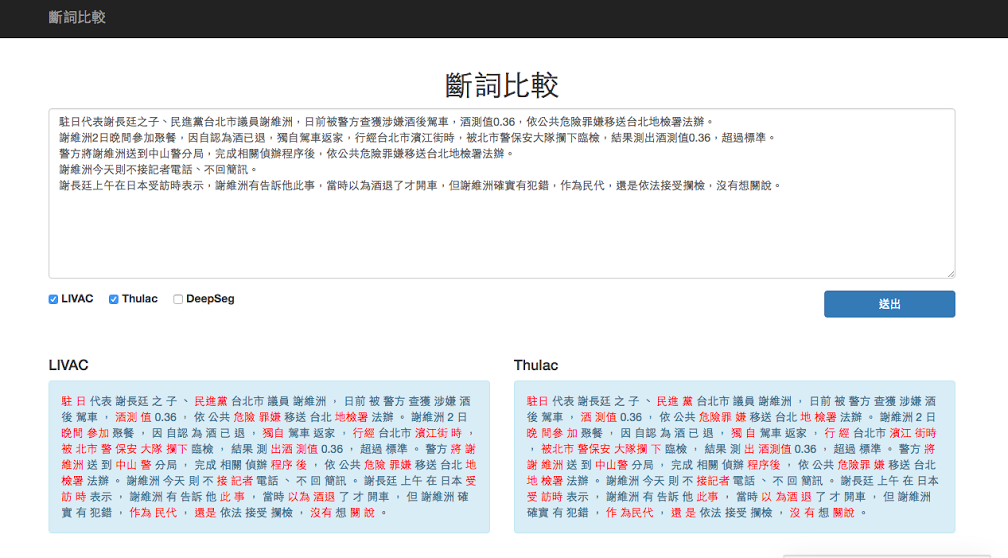 斷詞比較
斷詞比較
駐日代表謝長廷之子、民進黨台北市議員謝維洲，日前被警方查獲涉嫌酒後駕車，酒測值0.36，依公共危險罪嫌移送台北地檢署法辦。
謝維洲2日晚間參加聚餐，因自認為酒已退，獨自駕車返家，行經台北市濱江街時，被北市警保安大隊攔下臨檢，結果測出酒測值0.36，超過標準。
警方將謝維洲送到中山警分局，完成相關偵辦程序後，依公共危險罪嫌移送台北地檢署法辦。
謝維洲今天則不接記者電話、不回簡訊。
謝長廷上午在日本受訪時表示，謝維洲有告訴他此事，當時以為酒退了才開車，但謝維洲確實有犯錯，作為民代，還是依法接受攔檢，沒有想關說。
LIVAC Thulac DeepSeg
送出
LIVAC
駐 日 代表 謝長廷 之 子 、 民進黨 台北市 議員 謝維洲 ， 日前 被 警方 查獲 涉嫌 酒
後 駕車 ， 酒測 值 0.36 ， 依 公共 危險 罪嫌 移送 台北 地檢署 法辦 。 謝維洲 2 日
晚間 參加 聚餐 ， 因 自認 為 酒 已 退 ， 獨自 駕車 返家 ， 行經 台北市 濱江街 時 ，
被 北市 警 保安 大隊 攔下 臨檢 ， 結果 測 出酒 測值 0.36 ， 超過 標準 。 警方 將 謝
維洲 送 到 中山 警 分局 ， 完成 相關 偵辦 程序 後 ， 依 公共 危險 罪嫌 移送 台北 地
檢署 法辦 。 謝維洲 今天 則 不 接 記者 電話 、 不 回 簡訊 。 謝長廷 上午 在 日本 受
訪 時 表示 ， 謝維洲 有 告訴 他 此 事 ， 當時 以為 酒退 了 才 開車 ， 但 謝維洲 確
實 有 犯錯 ， 作為 民代 ， 還是 依法 接受 攔檢 ， 沒有 想 關 說 。
Thulac
駐日 代表 謝長廷 之 子 、 民進 黨 台北市 議員 謝維洲 ， 日前 被 警方 查獲 涉嫌 酒
後 駕車 ， 酒 測值 0.36 ， 依 公共 危險罪 嫌 移送 台北 地 檢署 法辦 。 謝維洲 2 日
晚 間 參 加 聚餐 ， 因 自認 為 酒 已 退 ， 獨 自 駕車 返家 ， 行 經 台北市 濱江 街時
， 被北 市 警保安 大隊攔 下 臨檢 ， 結果 測 出 酒測值 0.36 ， 超過 標準 。 警方 將
謝 維洲 送 到 中山警 分局 ， 完成 相關 偵辦 程序後 ， 依 公共 危險罪 嫌 移送 台北
地 檢署 法辦 。 謝維洲 今天 則 不 接記者 電話 、 不 回 簡訊 。 謝長廷 上午 在 日本
受 訪時 表示 ， 謝維洲 有 告訴 他 此事 ， 當時 以 為酒 退 了 才 開車 ， 但 謝維洲
確實 有 犯錯 ， 作 為民代 ， 還 是 依法 接受 攔檢 ， 沒 有 想 關說 。